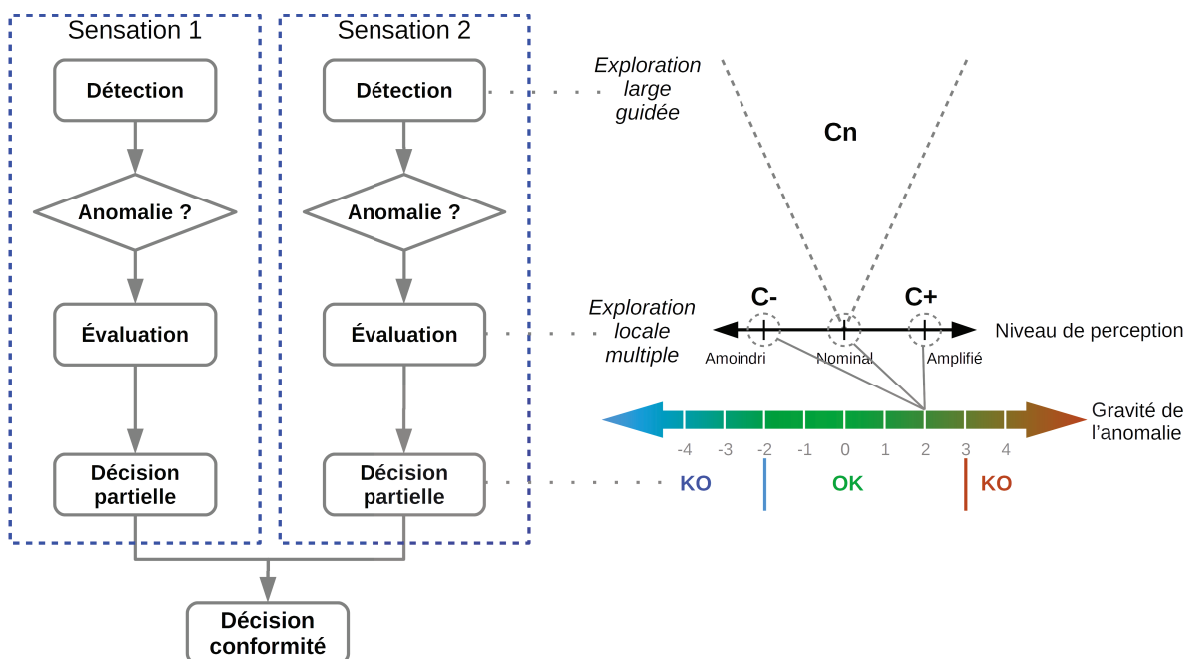 Sensation 1
Détection
Anomalie ?
Évaluation
Décision
partielle
Sensation 2
Détection
Anomalie ?
Évaluation
Décision
partielle
Décision
conformité
Exploration
large
guidée
Cn
Exploration
locale
multiple
C-
C+
Niveau de perception
Amoindri
Nominal
Amplifié
Gravité de
l'anomalie
-4 -3 -2 -1 0 1 2 3 4
KO OK KO